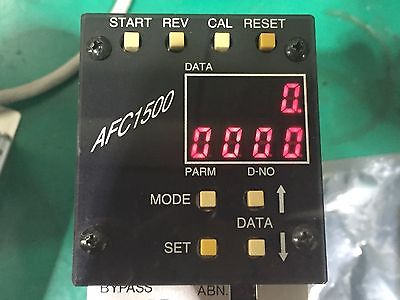 START REV CAL RESET
DATA
AFC1500
0.
0000
PARM D-NO
MODE
DATA
SET
BYPASS ABN.